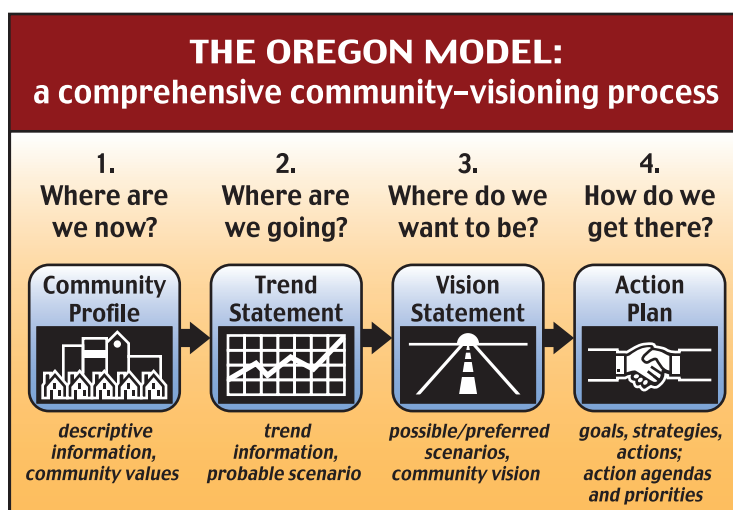 THE OREGON MODEL:
a comprehensive community-visioning process
1.
Where are
we now?
Community
Profile
descriptive
information,
community values
2.
Where are
we going?
Trend
Statement
trend
information,
probable scenario
3.
Where do we
want to be?
Vision
Statement
possible/preferred
scenarios,
community vision
4.
How do we
get there?
Action
Plan
goals, strategies,
actions;
action agendas
and priorities